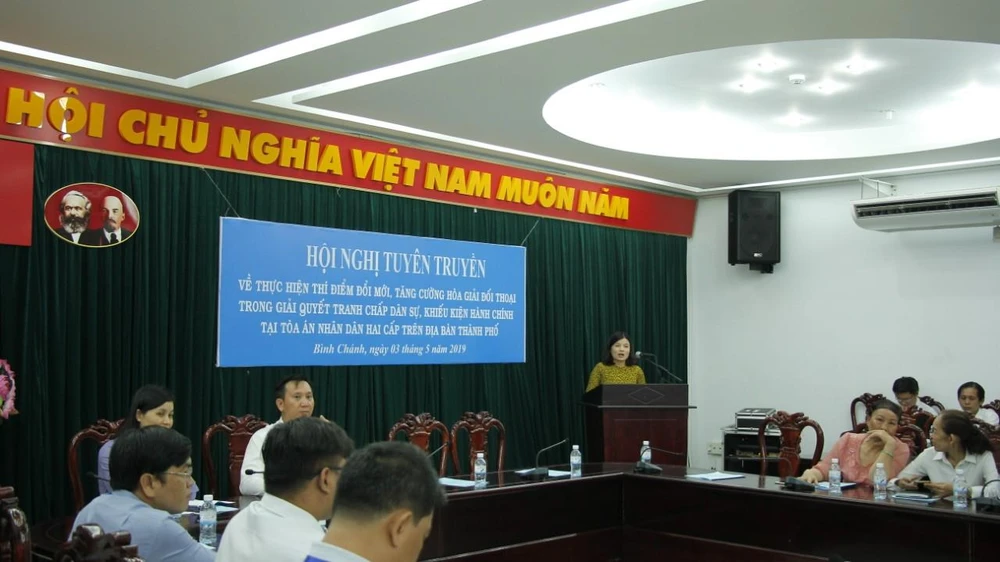 HỘI CHỦ NGHĨA VIỆT NAM MUÔN NĂM
HỘI NGHỊ TUYÊN TRUYỀN
VỀ THỰC HIỆN THÍ ĐIỂM ĐỔI MỚI, TĂNG CƯỜNG HÒA GIẢI ĐỐI THOẠI
TRONG GIẢI QUYẾT TRANH CHẤP DÂN SỰ, KHIẾU KIỆN HÀNH CHÍNH
TẠI TÒA ÁN NHÂN DÂN HAI CẤP TRÊN ĐỊA BÀN THÀNH PHỐ
Bình Chánh, ngày 03 tháng 5 năm 2019